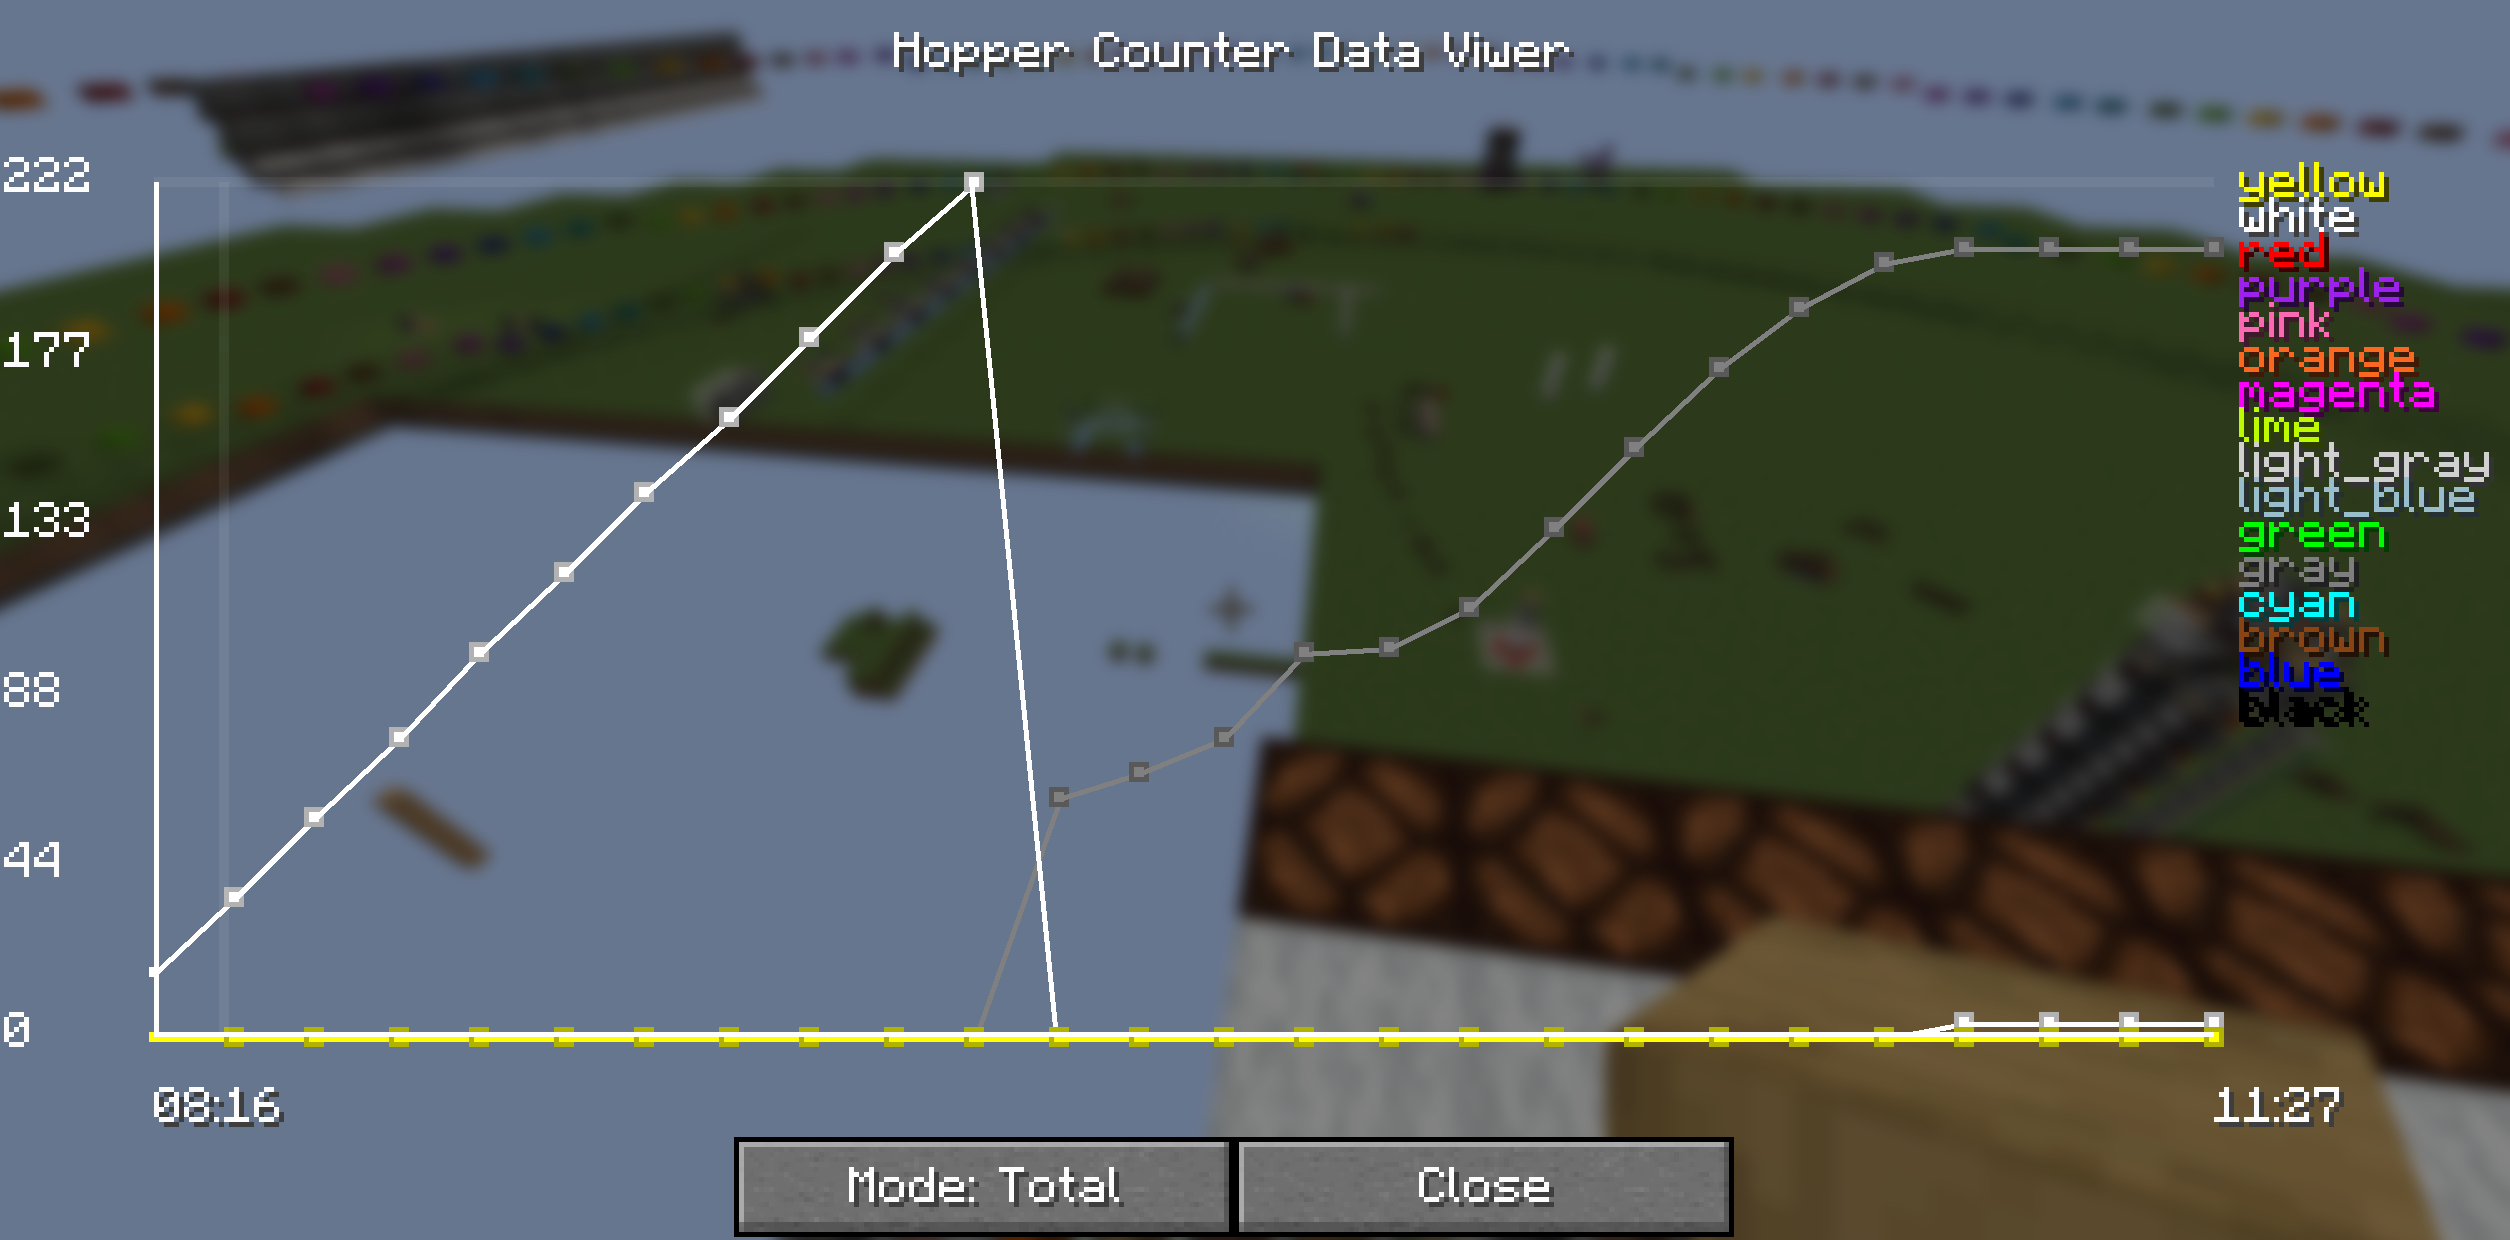 Hopper Counter Data Viwer
222
177
133
88
44
0
08:16
11:27
yellow
white
red
purple
pink
orange
magenta
lime
light_gray
light_blue
green
gray
cyan
brown
blue
black
Mode: Total
Close